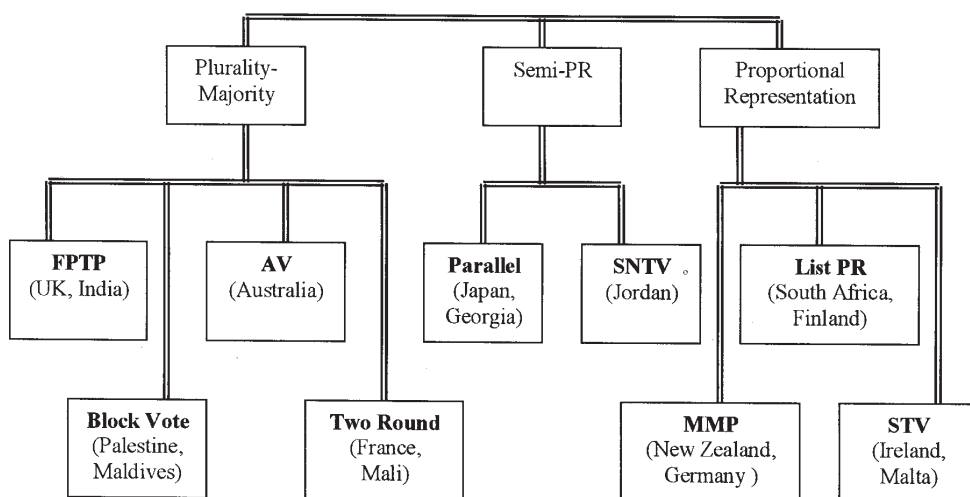 Plurality-
Majority
Semi-PR
Proportional
Representation
FPTP
(UK, India)
AV
(Australia)
Parallel
(Japan,
Georgia)
SNTV
(Jordan)
List PR
(South Africa,
Finland)
Block Vote
(Palestine,
Maldives)
Two Round
(France,
Mali)
MMP
(New Zealand,
Germany )
STV
(Ireland,
Malta)